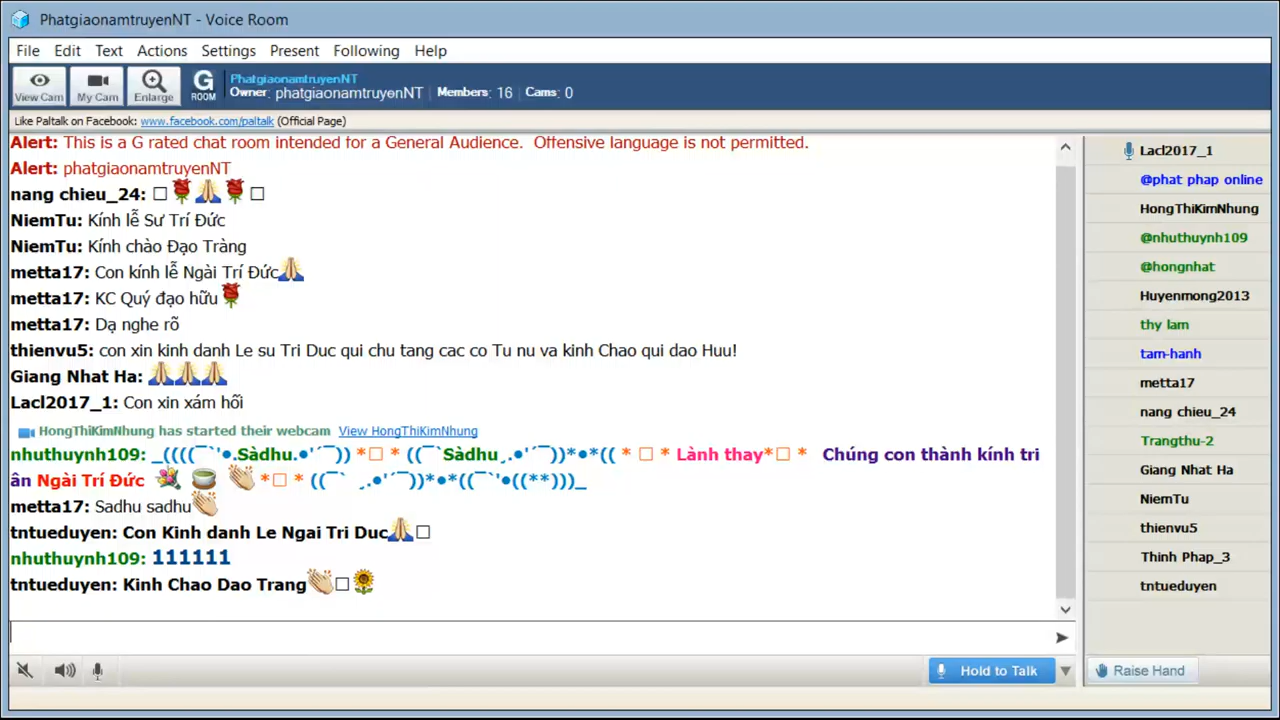 PhatgiaonamtruyenNT - Voice Room
File Edit Text Actions Settings Present Following Help
View Cam My Cam Enlarge G ROOM
PhatgiaonamtruyenNT
Owner: phatgiaonamtruyenNT Members: 16 Cams: 0
Like Paltalk on Facebook: www.facebook.com/paltalk (Official Page)
Alert: This is a G rated chat room intended for a General Audience. Offensive language is not permitted.
Alert: phatgiaonamtruyenNT
nang chieu_24: □🌹🙏🌹□
NiemTu: Kính lễ Sư Trí Đức
NiemTu: Kính chào Đạo Tràng
metta17: Con kính lễ Ngài Trí Đức🙏
metta17: KC Quý đạo hữu🌹
metta17: Dạ nghe rõ
thienvu5: con xin kinh danh Le su Tri Duc qui chu tang cac co Tu nu va kinh Chao qui dao Huu!
Giang Nhat Ha: 🙏🙏🙏
Lacl2017_1: Con xin xám hối
HongThiKimNhung has started their webcam View HongThiKimNhung
nhuthuynh109: _((((¯`'●.Sàdhu.●'´¯)) *□ * ((¯`Sàdhu¸.●'´¯))*●*(( * □ * Lành thay*□ * Chúng con thành kính tri
ân Ngài Trí Đức 💐 🍵 👏 *□ * ((¯` ¸.●'´¯))*●*((¯`'●((**)))_
metta17: Sadhu sadhu👏
tntueduyen: Con Kinh danh Le Ngai Tri Duc🙏□
nhuthuynh109: 111111
tntueduyen: Kinh Chao Dao Trang👏□🌻
Hold to Talk
Lacl2017_1
@phat phap online
HongThiKimNhung
@nhuthuynh109
@hongnhat
Huyenmong2013
thy lam
tam-hanh
metta17
nang chieu_24
Trangthu-2
Giang Nhat Ha
NiemTu
thienvu5
Thinh Phap_3
tntueduyen
Raise Hand